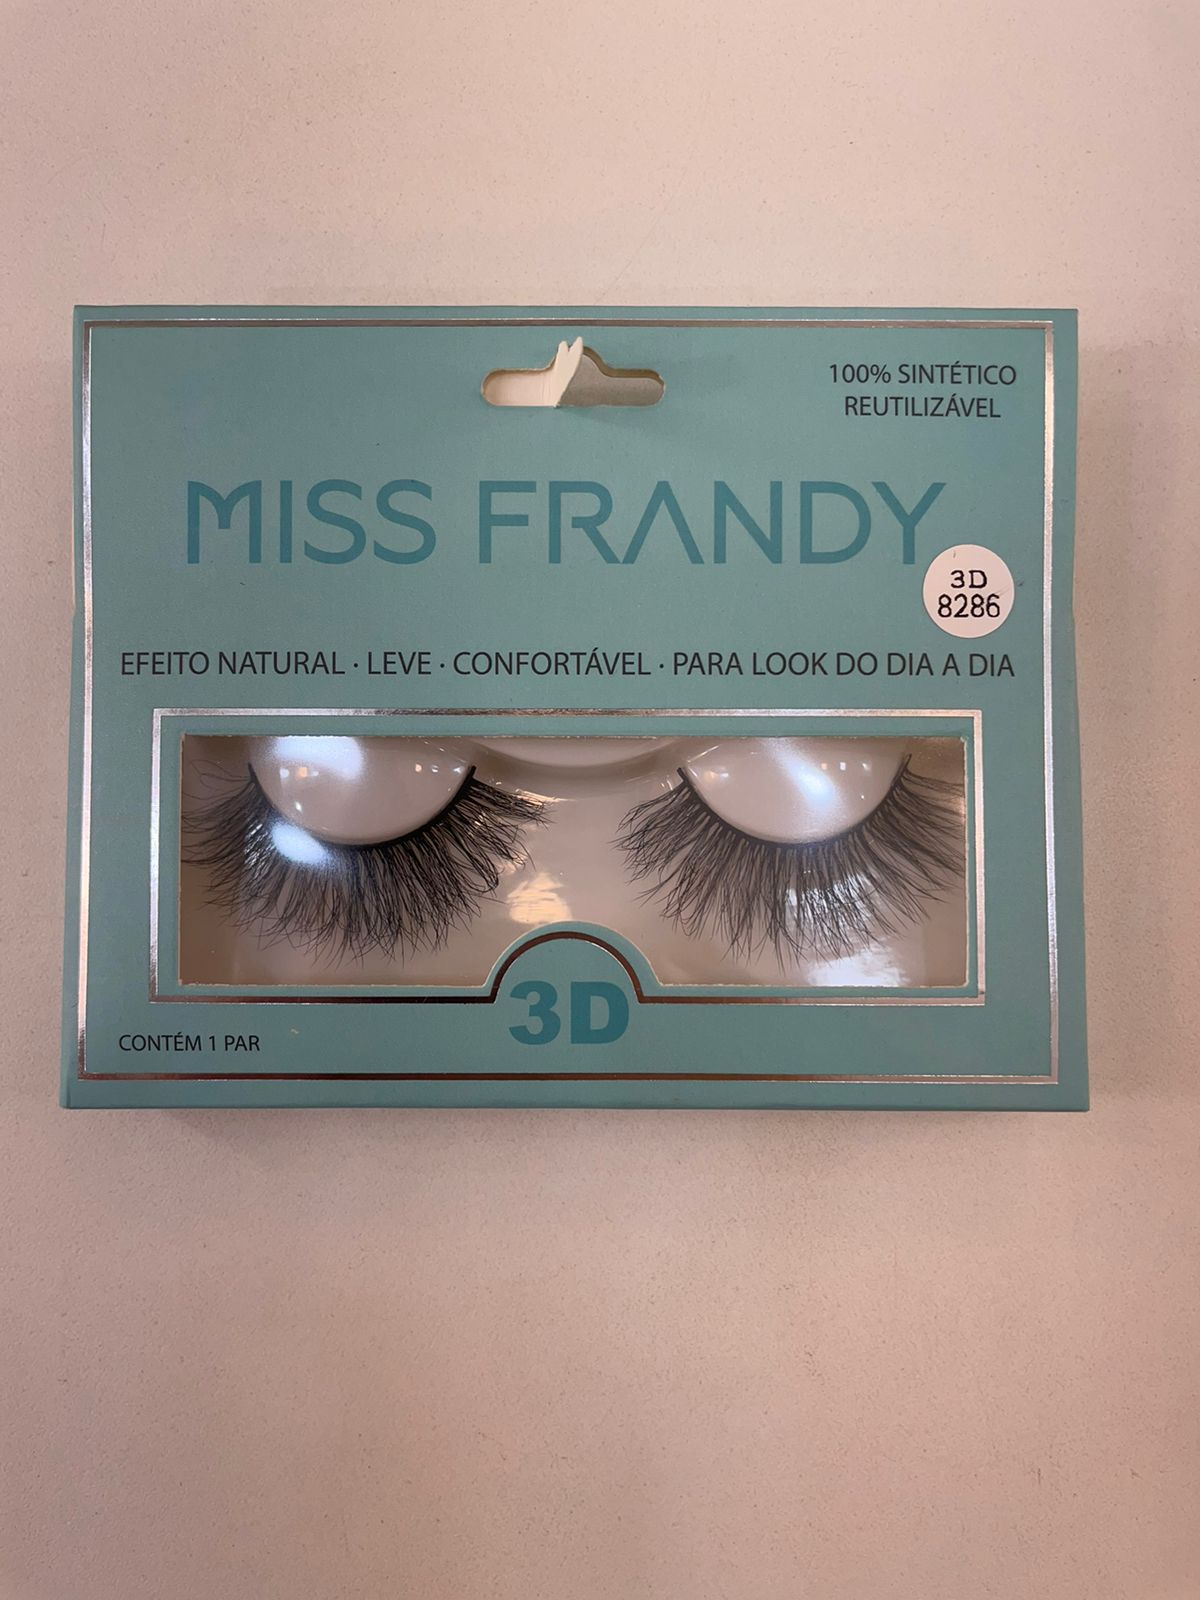 100% SINTÉTICO
REUTILIZÁVEL
MISS FRANDY
3D
8286
EFEITO NATURAL · LEVE · CONFORTÁVEL · PARA LOOK DO DIA A DIA
3D
CONTÉM 1 PAR